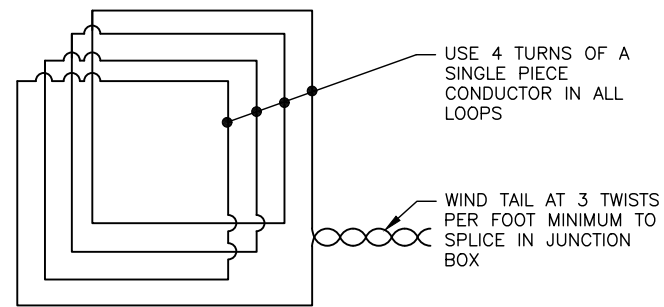 USE 4 TURNS OF A
SINGLE PIECE
CONDUCTOR IN ALL
LOOPS
WIND TAIL AT 3 TWISTS
PER FOOT MINIMUM TO
SPLICE IN JUNCTION
BOX